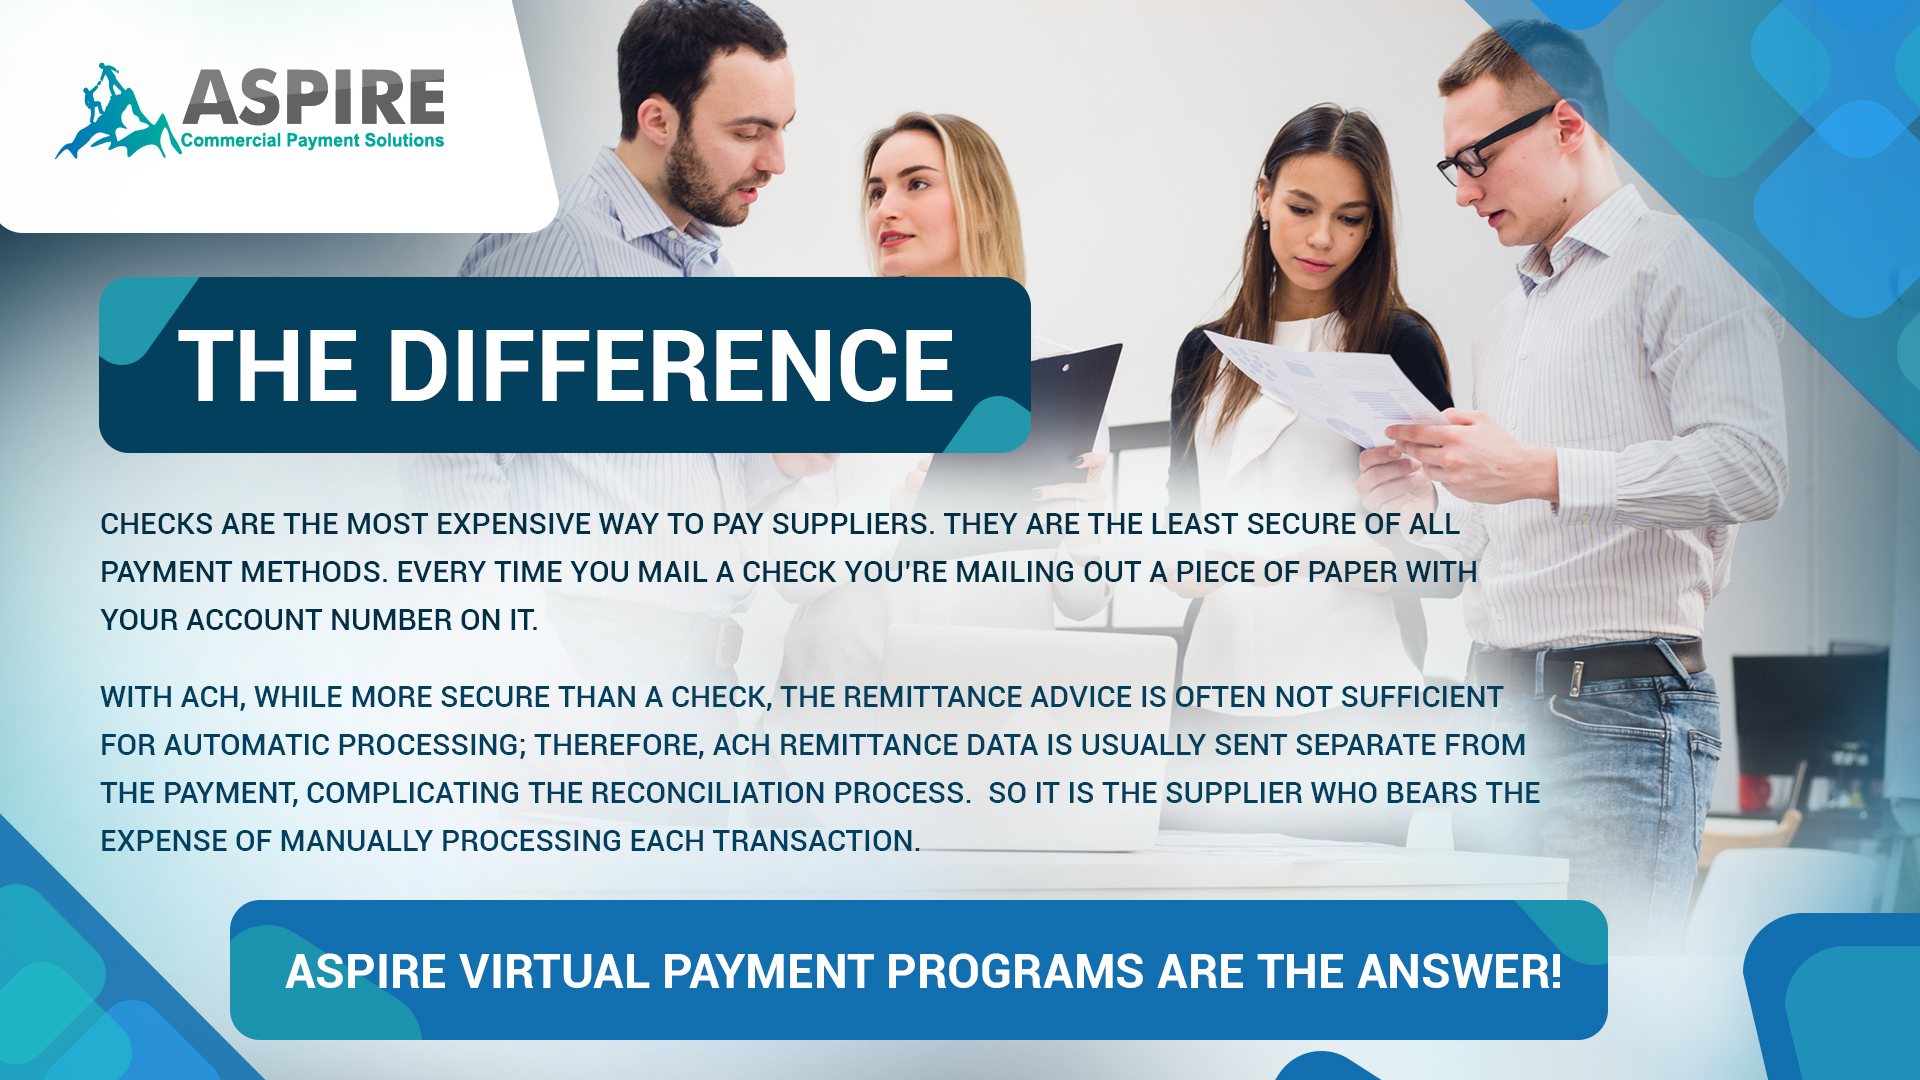 ASPIRE
Commercial Payment Solutions
THE DIFFERENCE
CHECKS ARE THE MOST EXPENSIVE WAY TO PAY SUPPLIERS. THEY ARE THE LEAST SECURE OF ALL
PAYMENT METHODS. EVERY TIME YOU MAIL A CHECK YOU'RE MAILING OUT A PIECE OF PAPER WITH
YOUR ACCOUNT NUMBER ON IT.
WITH ACH, WHILE MORE SECURE THAN A CHECK, THE REMITTANCE ADVICE IS OFTEN NOT SUFFICIENT
FOR AUTOMATIC PROCESSING; THEREFORE, ACH REMITTANCE DATA IS USUALLY SENT SEPARATE FROM
THE PAYMENT, COMPLICATING THE RECONCILIATION PROCESS.  SO IT IS THE SUPPLIER WHO BEARS THE
EXPENSE OF MANUALLY PROCESSING EACH TRANSACTION.
ASPIRE VIRTUAL PAYMENT PROGRAMS ARE THE ANSWER!